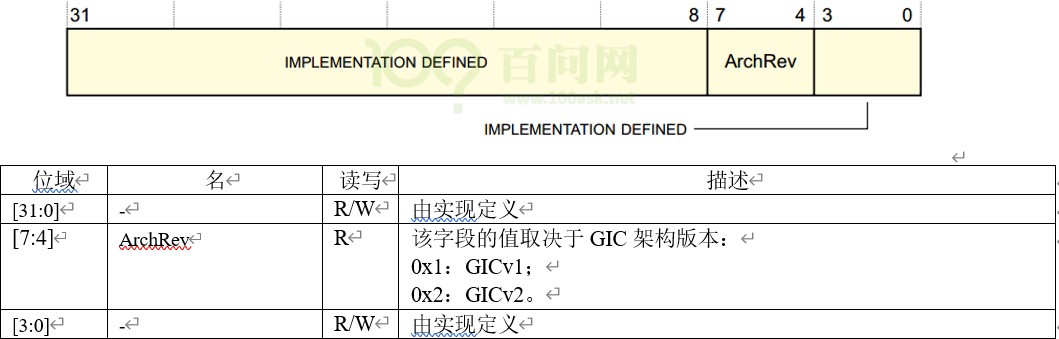 31 8 7 4 3 0
IMPLEMENTATION DEFINED ArchRev
100? 百问网
www.100ask.net
IMPLEMENTATION DEFINED
位域 名 读写 描述
[31:0] - R/W 由实现定义
[7:4] ArchRev R 该字段的值取决于 GIC 架构版本：
0x1：GICv1；
0x2：GICv2。
[3:0] - R/W 由实现定义